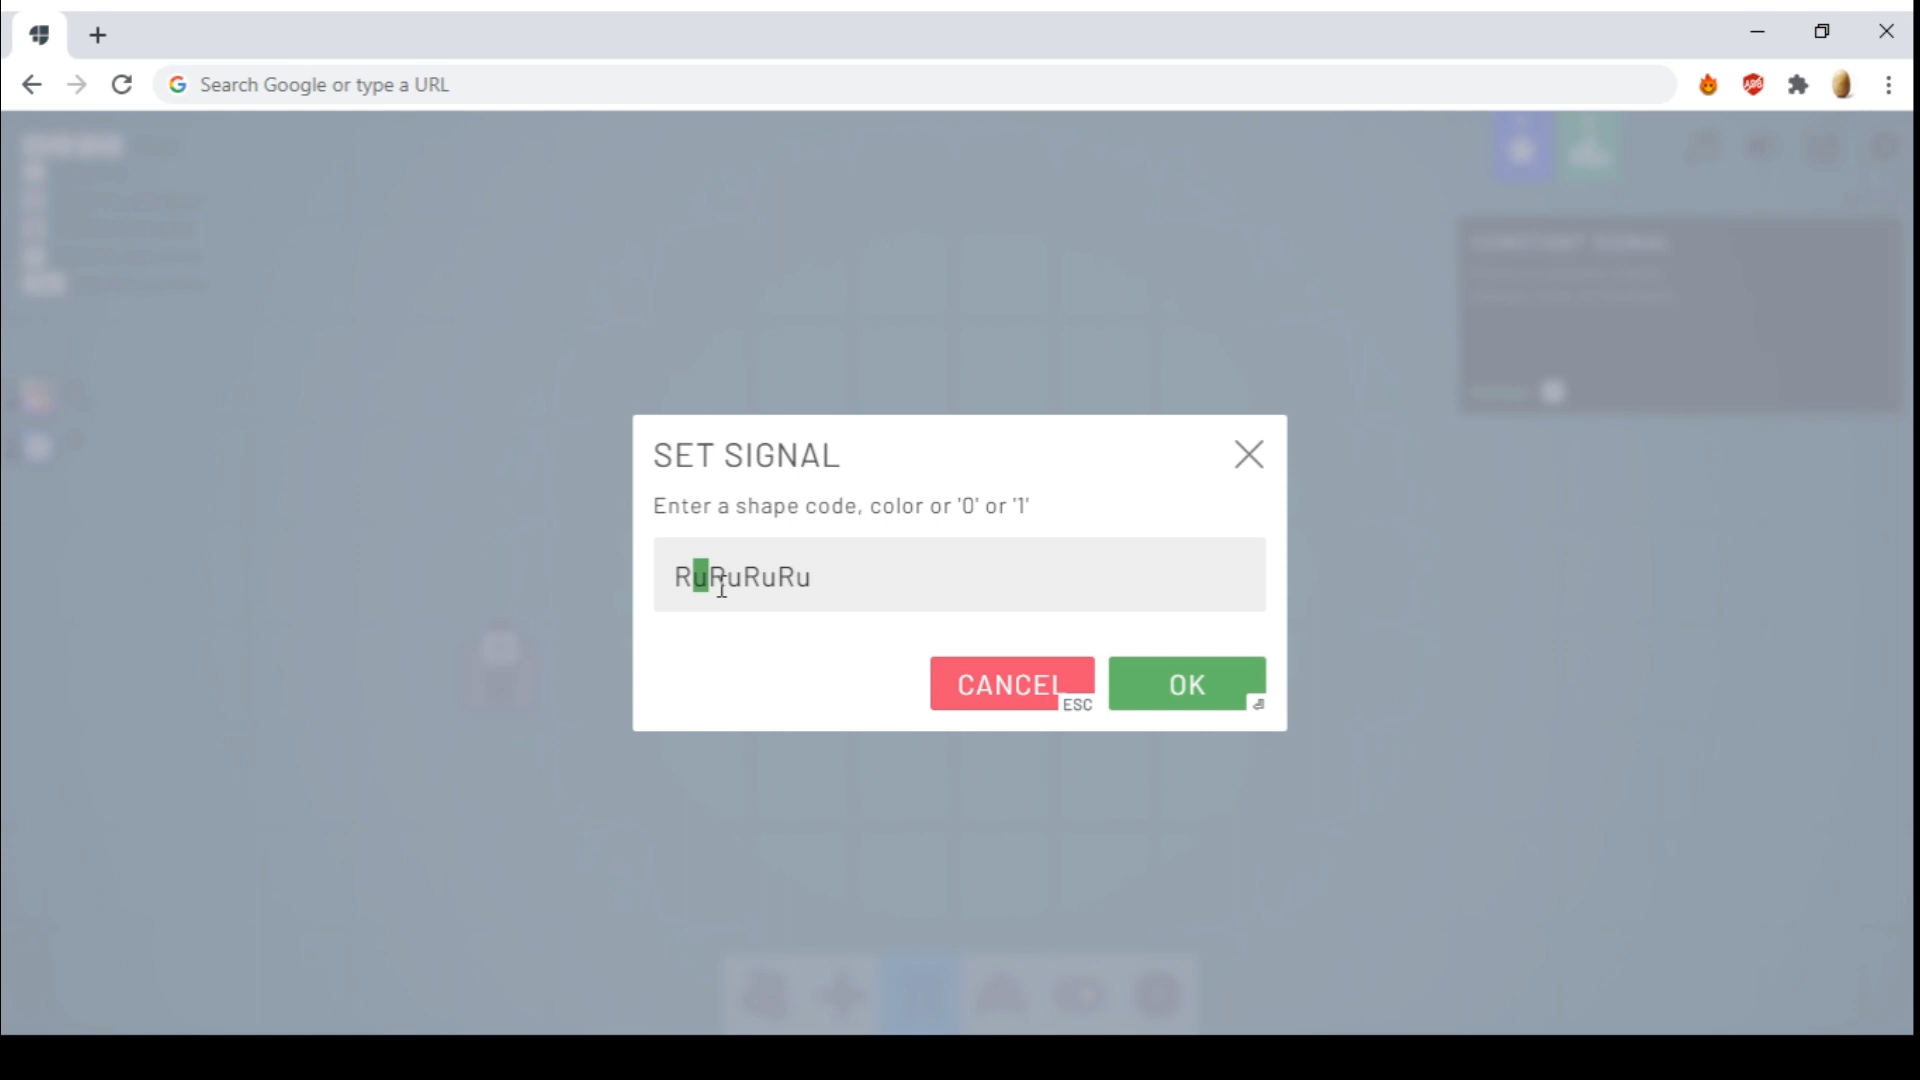 Search Google or type a URL
SET SIGNAL
Enter a shape code, color or '0' or '1'
RuRuRuRu
CANCEL
ESC
OK